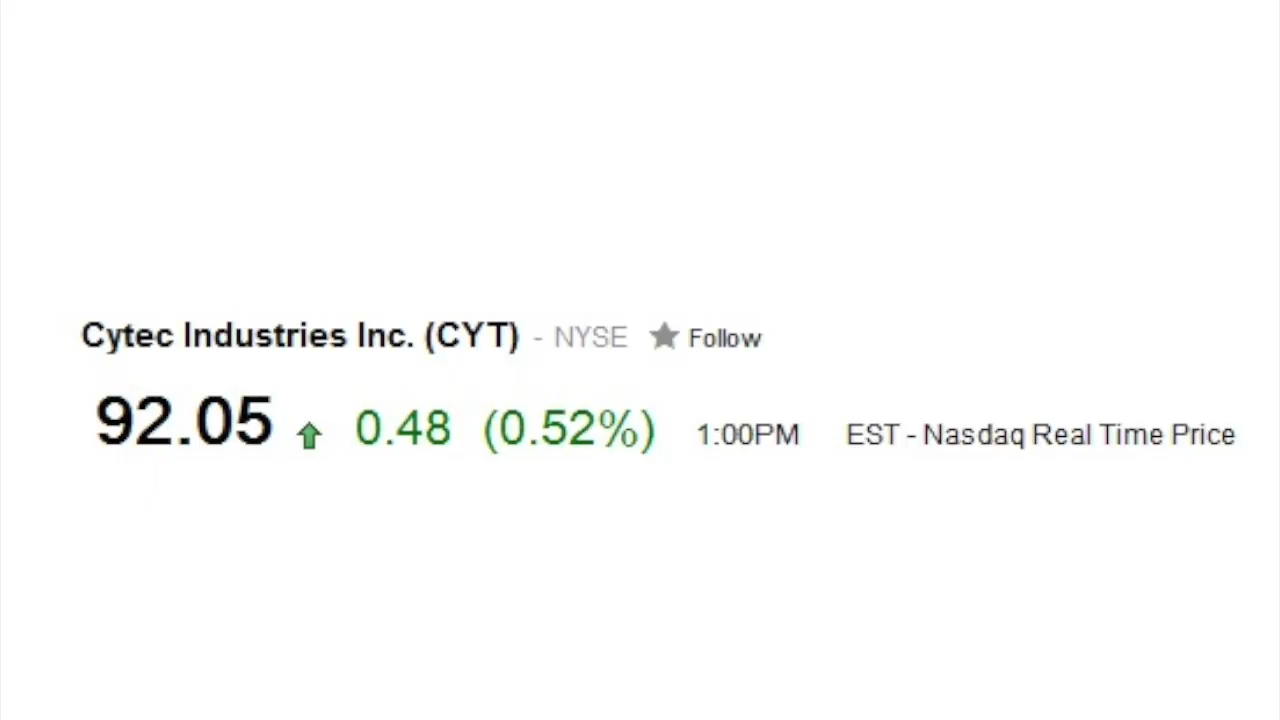 Cytec Industries Inc. (CYT) - NYSE Follow
92.05 0.48 (0.52%) 1:00PM EST - Nasdaq Real Time Price